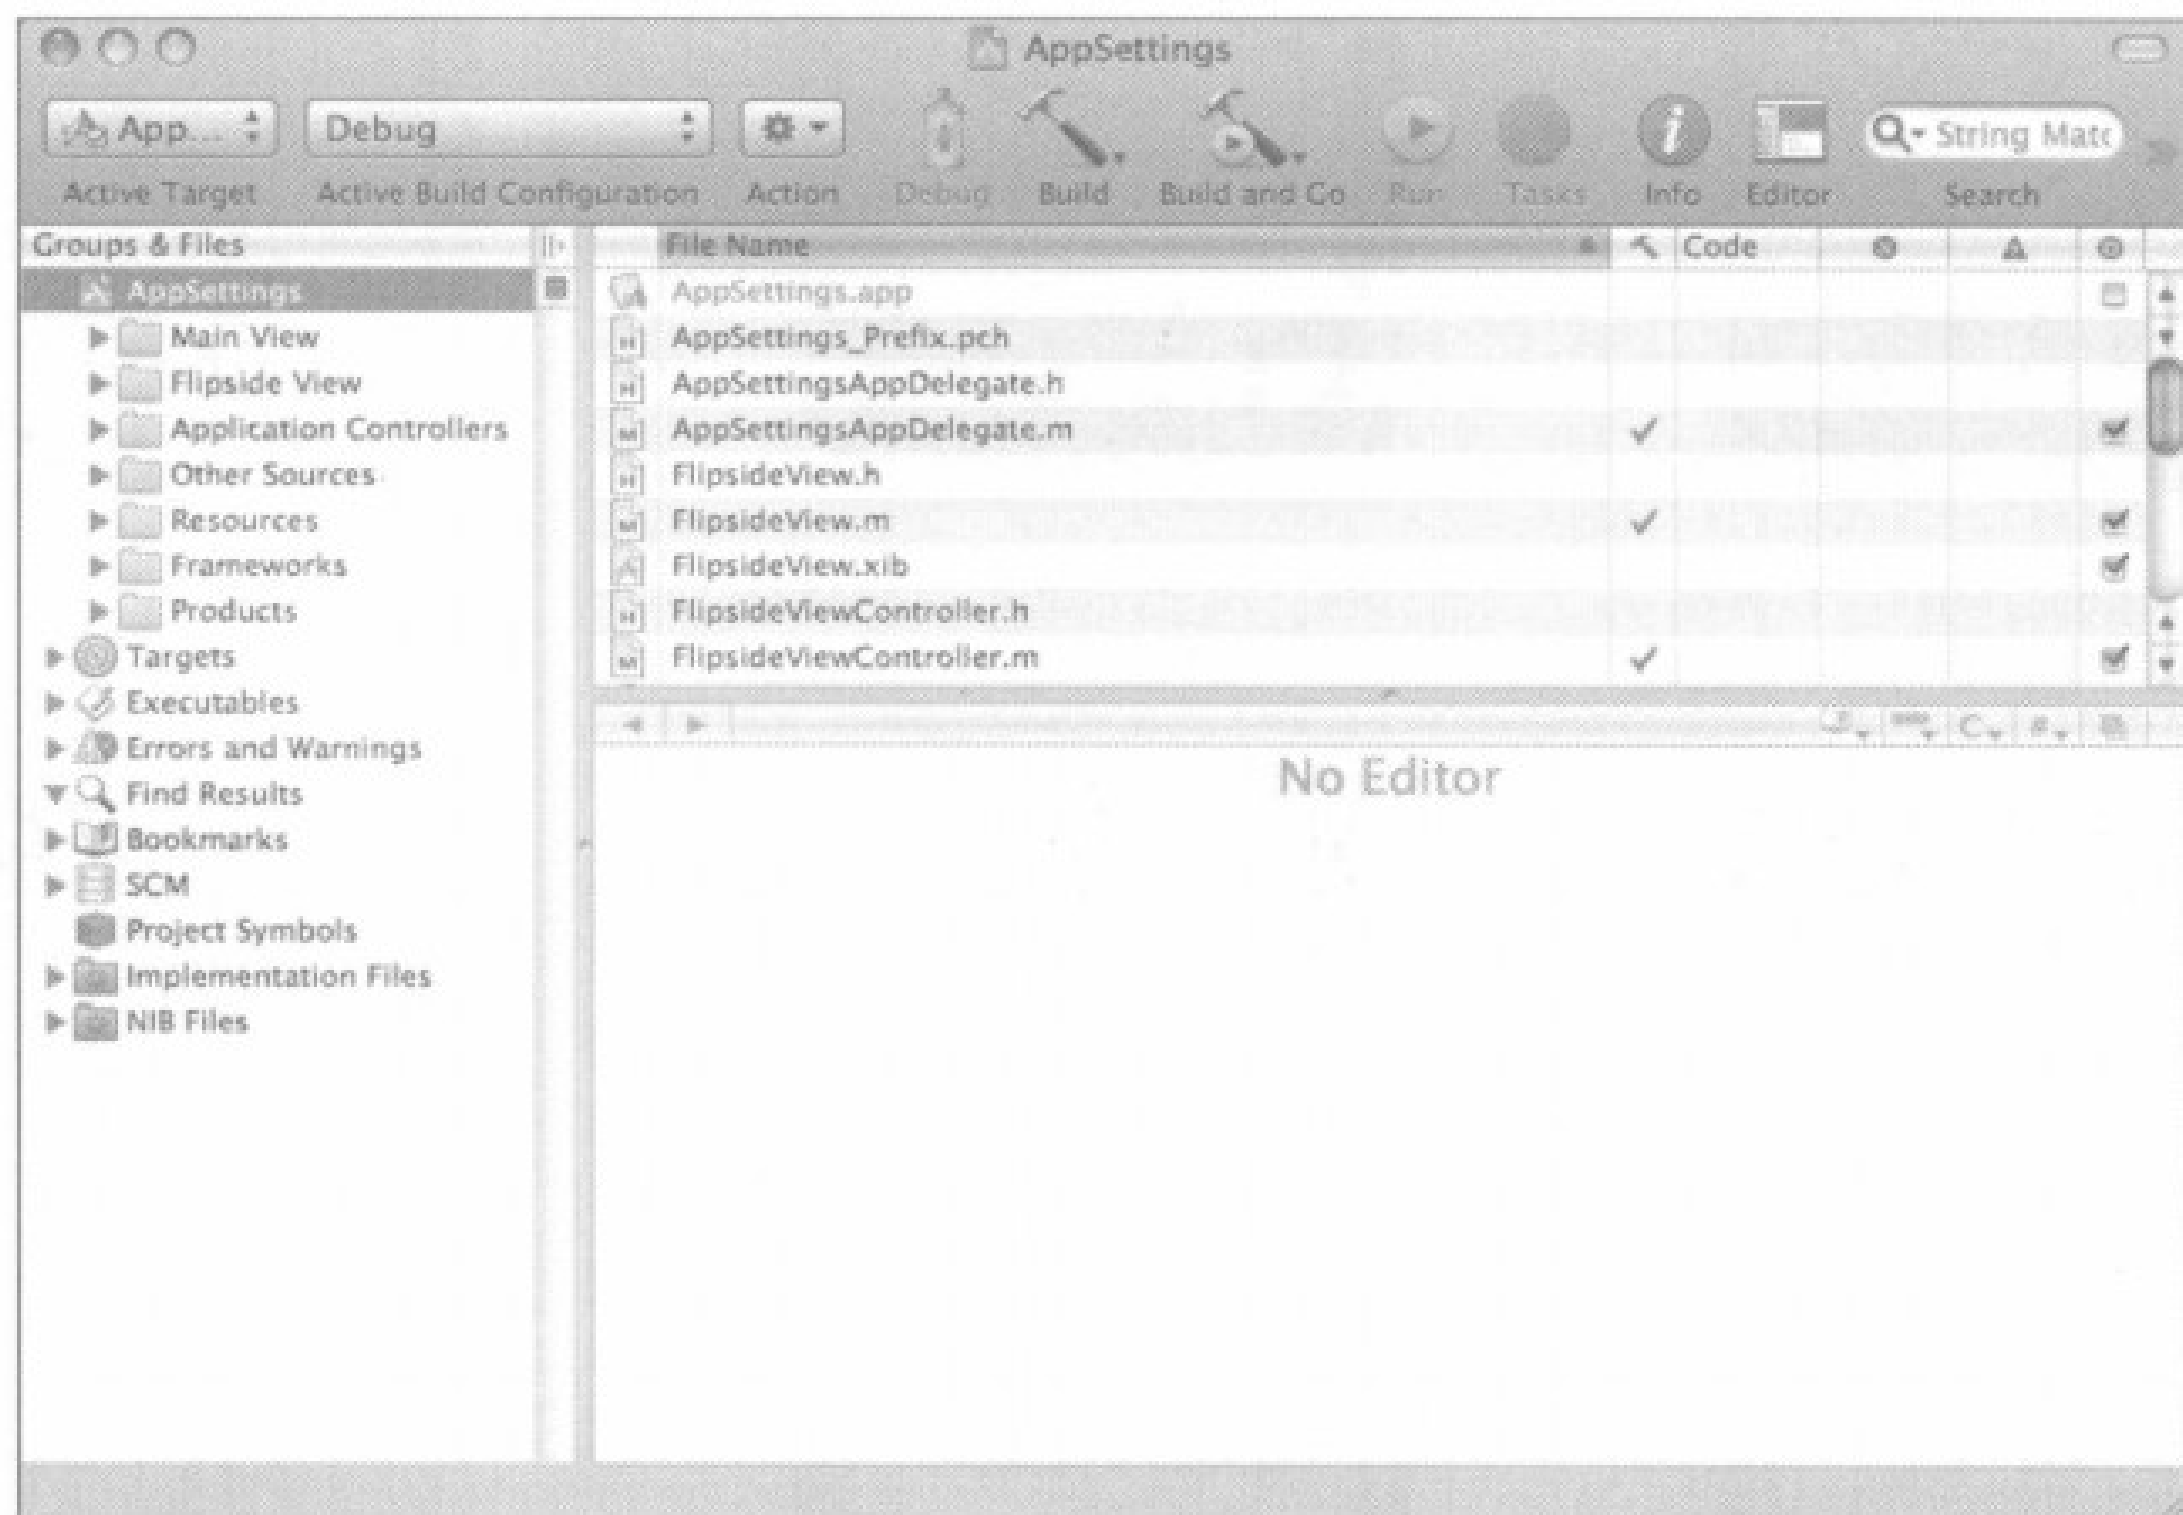 AppSettings
App... Debug String Matc
Active Target Active Build Configuration Action Debug Build Build and Go Run Tasks Info Editor Search
Groups & Files
AppSettings
Main View
Flipside View
Application Controllers
Other Sources
Resources
Frameworks
Products
Targets
Executables
Errors and Warnings
Find Results
Bookmarks
SCM
Project Symbols
Implementation Files
NIB Files
File Name Code
AppSettings.app
AppSettings_Prefix.pch
AppSettingsAppDelegate.h
AppSettingsAppDelegate.m
FlipsideView.h
FlipsideView.m
FlipsideView.xib
FlipsideViewController.h
FlipsideViewController.m
C #
No Editor